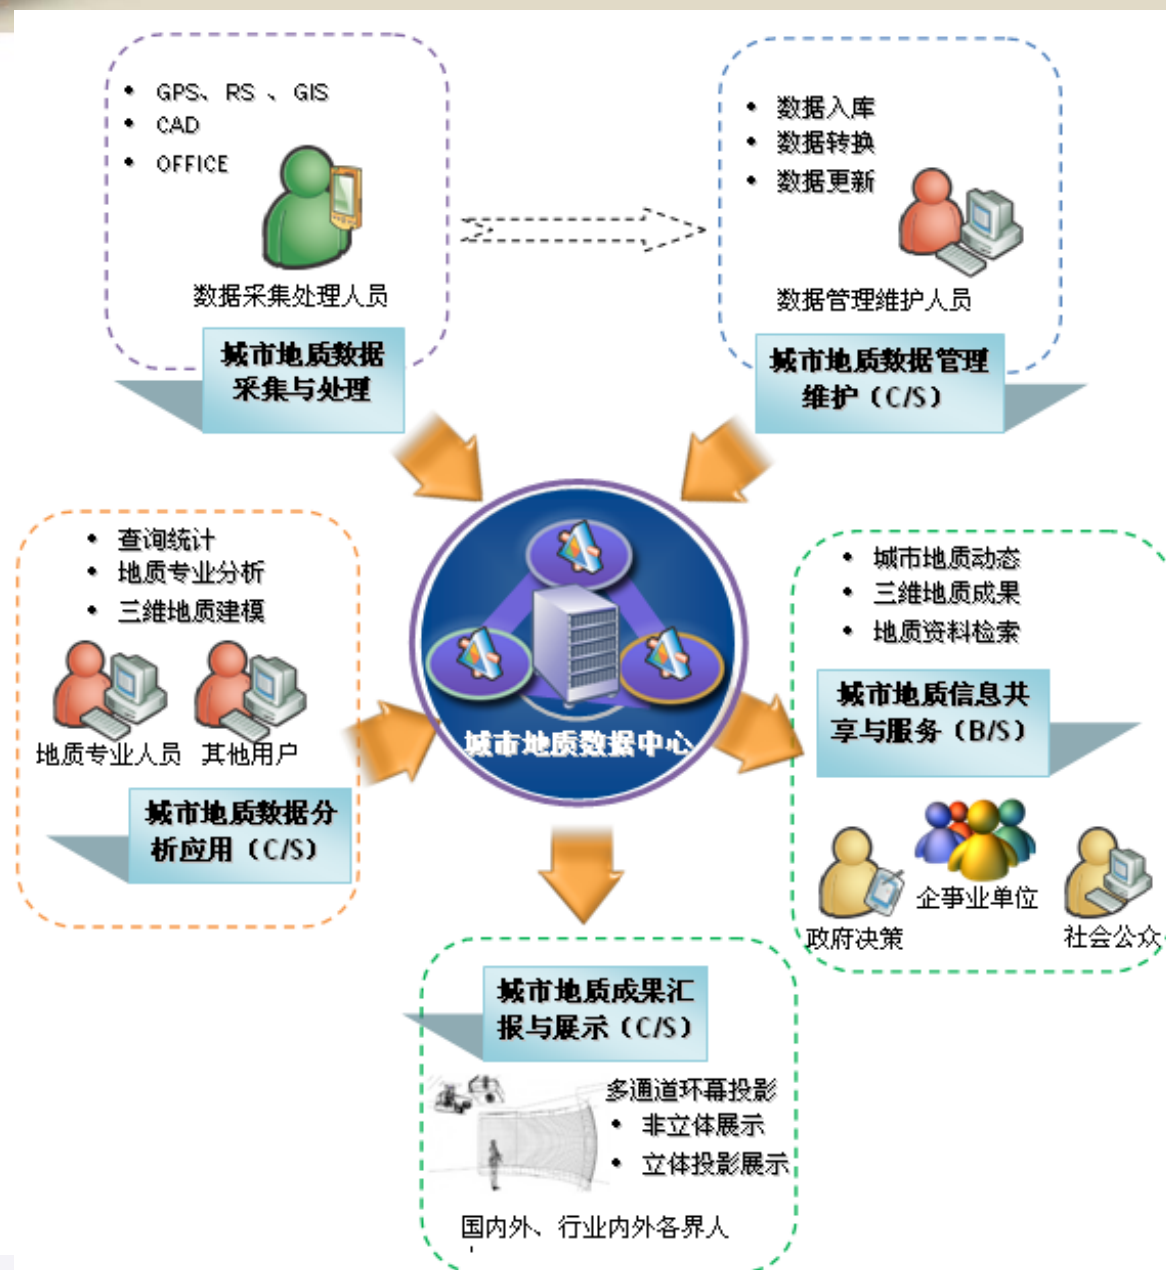 • GPS、RS 、GIS
• CAD
• OFFICE
数据采集处理人员
城市地质数据
采集与处理
• 数据入库
• 数据转换
• 数据更新
数据管理维护人员
城市地质数据管理
维护（C/S）
• 查询统计
• 地质专业分析
• 三维地质建模
地质专业人员
其他用户
城市地质数据分
析应用（C/S）
城市地质数据中心
• 城市地质动态
• 三维地质成果
• 地质资料检索
城市地质信息共
享与服务（B/S）
企事业单位
政府决策
社会公众
城市地质成果汇
报与展示（C/S）
多通道环幕投影
• 非立体展示
• 立体投影展示
国内外、行业内外各界人